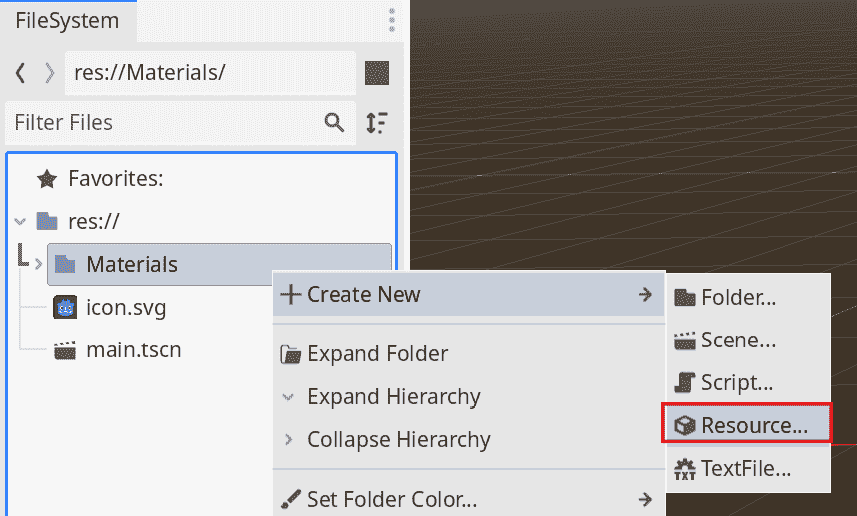 FileSystem
res://Materials/
Filter Files
Favorites:
res://
Materials
icon.svg
main.tscn
Create New
Expand Folder
Expand Hierarchy
Collapse Hierarchy
Set Folder Color...
Folder...
Scene...
Script...
Resource...
TXT TextFile...